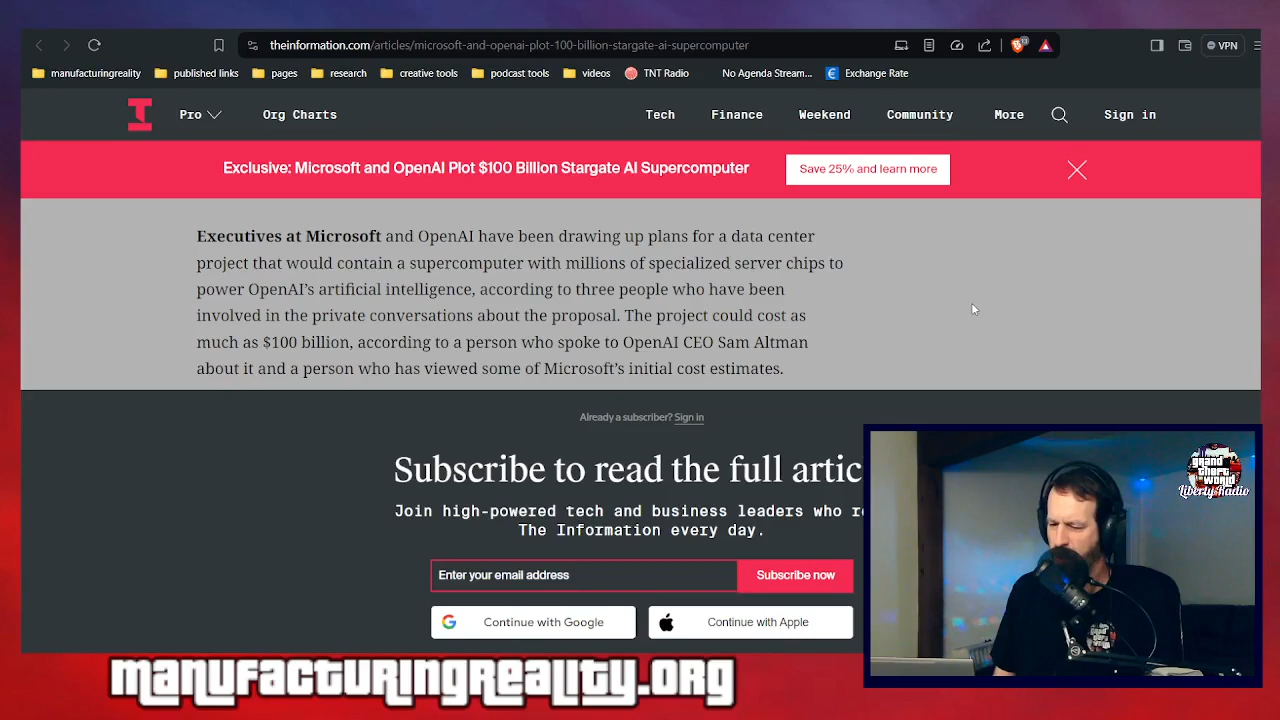 theinformation.com/articles/microsoft-and-openai-plot-100-billion-stargate-ai-supercomputer
VPN
manufacturingreality
published links
pages
research
creative tools
podcast tools
videos
TNT Radio
No Agenda Stream...
Exchange Rate
Pro
Org Charts
Tech
Finance
Weekend
Community
More
Sign in
Exclusive: Microsoft and OpenAI Plot $100 Billion Stargate AI Supercomputer
Save 25% and learn more
Executives at Microsoft and OpenAI have been drawing up plans for a data center
project that would contain a supercomputer with millions of specialized server chips to
power OpenAI’s artificial intelligence, according to three people who have been
involved in the private conversations about the proposal. The project could cost as
much as $100 billion, according to a person who spoke to OpenAI CEO Sam Altman
about it and a person who has viewed some of Microsoft’s initial cost estimates.
Already a subscriber? Sign in
Subscribe to read the full artic
Join high-powered tech and business leaders who r
The Information every day.
Enter your email address
Subscribe now
Continue with Google
Continue with Apple
grand
theft
world
Liberty Radio
manufacturingreality.org